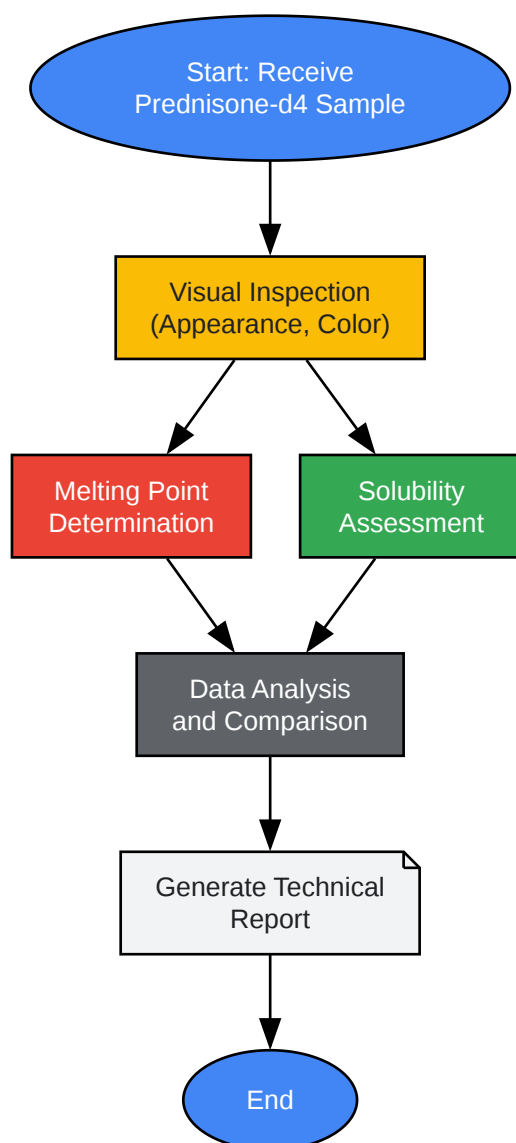 Start: Receive
Prednisone-d4 Sample
Visual Inspection
(Appearance, Color)
Melting Point
Determination
Solubility
Assessment
Data Analysis
and Comparison
Generate Technical
Report
End